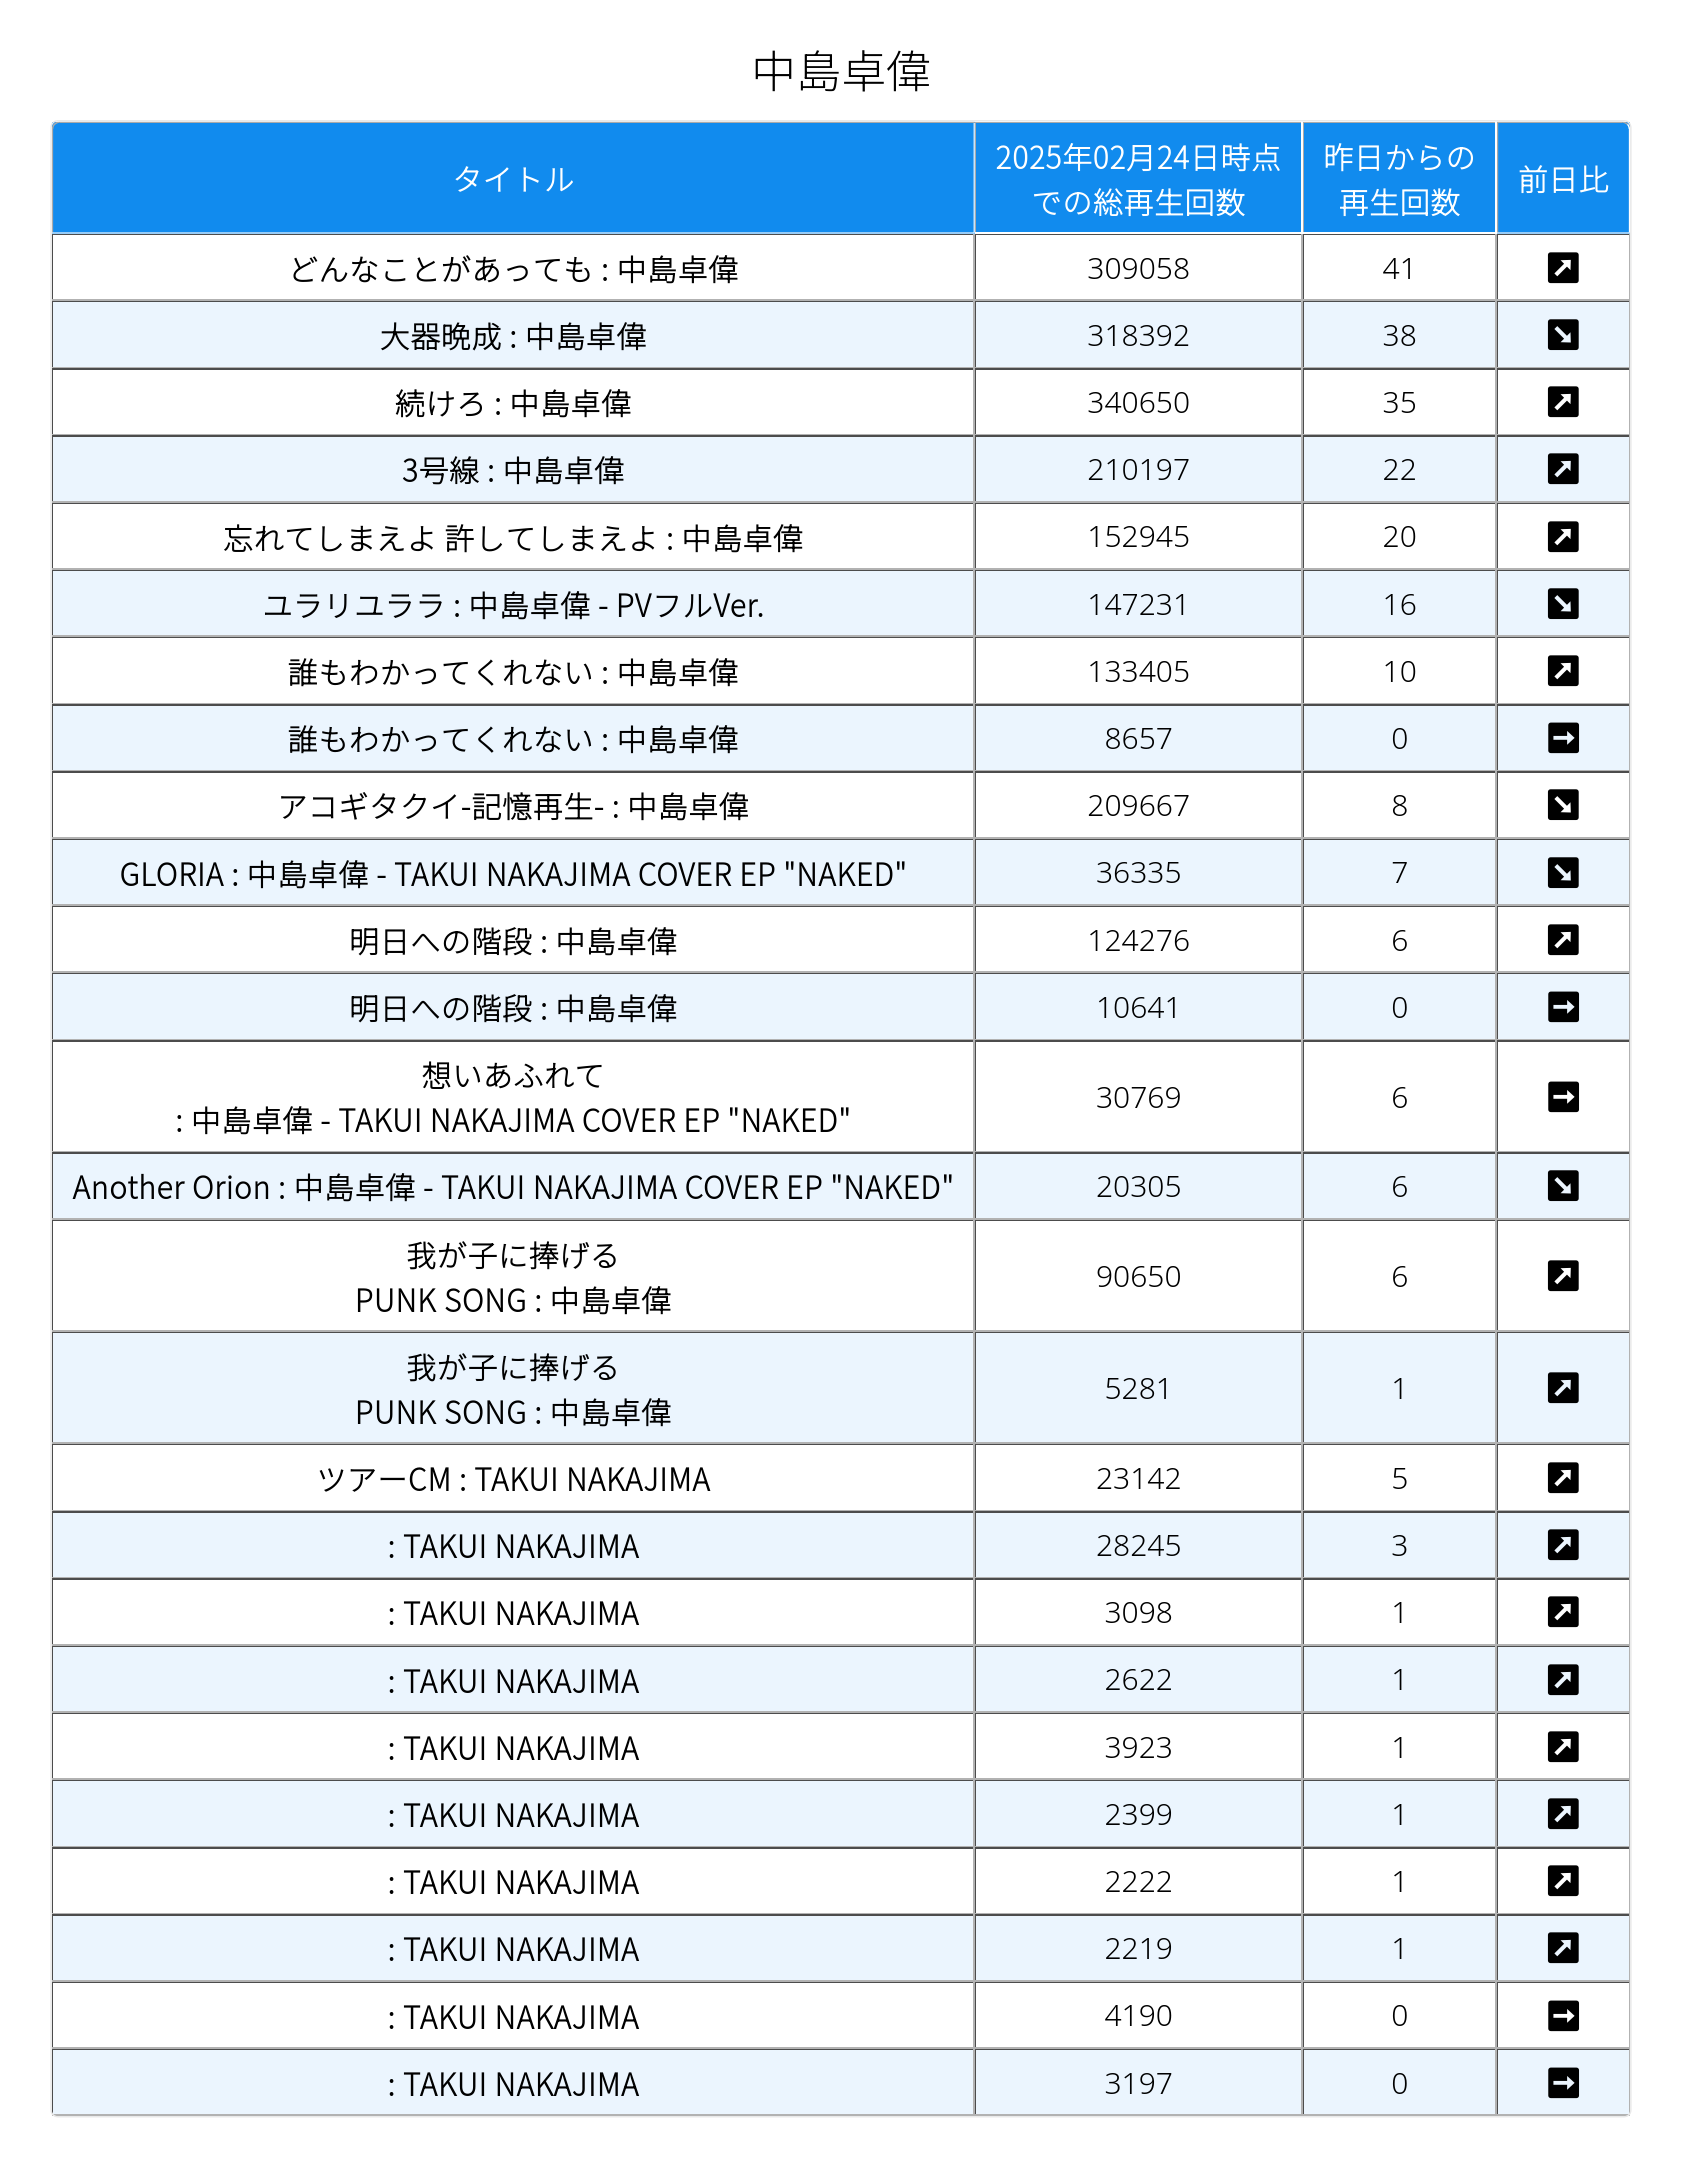 中島卓偉
タイトル
2025年02月24日時点
での総再生回数
昨日からの
再生回数
前日比
どんなことがあっても : 中島卓偉 309058 41
大器晩成 : 中島卓偉 318392 38
続けろ : 中島卓偉 340650 35
3号線 : 中島卓偉 210197 22
忘れてしまえよ 許してしまえよ : 中島卓偉 152945 20
ユラリユララ : 中島卓偉 - PVフルVer. 147231 16
誰もわかってくれない : 中島卓偉 133405 10
誰もわかってくれない : 中島卓偉 8657 0
アコギタクイ-記憶再生- : 中島卓偉 209667 8
GLORIA : 中島卓偉 - TAKUI NAKAJIMA COVER EP "NAKED" 36335 7
明日への階段 : 中島卓偉 124276 6
明日への階段 : 中島卓偉 10641 0
想いあふれて
: 中島卓偉 - TAKUI NAKAJIMA COVER EP "NAKED" 30769 6
Another Orion : 中島卓偉 - TAKUI NAKAJIMA COVER EP "NAKED" 20305 6
我が子に捧げる
PUNK SONG : 中島卓偉 90650 6
我が子に捧げる
PUNK SONG : 中島卓偉 5281 1
ツアーCM : TAKUI NAKAJIMA 23142 5
: TAKUI NAKAJIMA 28245 3
: TAKUI NAKAJIMA 3098 1
: TAKUI NAKAJIMA 2622 1
: TAKUI NAKAJIMA 3923 1
: TAKUI NAKAJIMA 2399 1
: TAKUI NAKAJIMA 2222 1
: TAKUI NAKAJIMA 2219 1
: TAKUI NAKAJIMA 4190 0
: TAKUI NAKAJIMA 3197 0